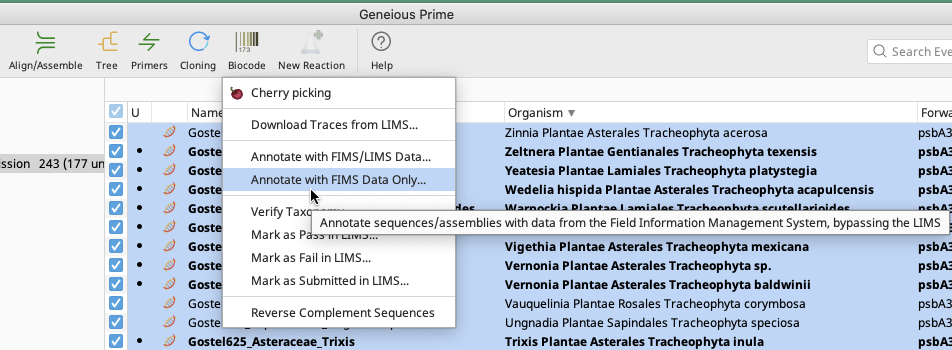 Geneious Prime
Align/Assemble Tree Primers Cloning Biocode New Reaction Help
173
Search Eve
Cherry picking
Download Traces from LIMS...
Annotate with FIMS/LIMS Data...
Annotate with FIMS Data Only...
Verify Taxon
Mark as Pass in LIMS...
Mark as Fail in LIMS...
Mark as Submitted in LIMS...
Reverse Complement Sequences
Annotate sequences/assemblies with data from the Field Information Management System, bypassing the LIMS
ission 243 (177 un
U Name Organism Forwa
Goste Zinnia Plantae Asterales Tracheophyta acerosa psbA3
Goste Zeltnera Plantae Gentianales Tracheophyta texensis psbA3
Goste Yeatesia Plantae Lamiales Tracheophyta platystegia psbA3
Goste Wedelia hispida Plantae Asterales Tracheophyta acapulcensis psbA3
Goste des Warnockia Plantae Lamiales Tracheophyta scutellarioides psbA3
Goste
Goste Vigethia Plantae Asterales Tracheophyta mexicana psbA3
Goste Vernonia Plantae Asterales Tracheophyta sp. psbA3
Goste Vernonia Plantae Asterales Tracheophyta baldwinii psbA3
Goste Vauquelinia Plantae Rosales Tracheophyta corymbosa psbA3
Goste Ungnadia Plantae Sapindales Tracheophyta speciosa psbA3
Gostel625_Asteraceae_Trixis Trixis Plantae Asterales Tracheophyta inula psbA3